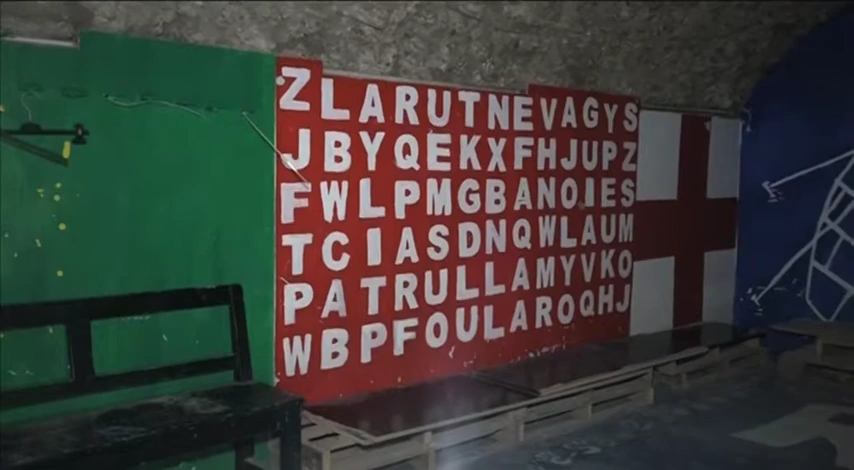 ZLARUTNEVAGYS
JBYQEKXFHJUPZ
FWLPMGBANOIES
TCIASDNQWLAUM
PATRULLAMYVKO
WBPFOULAROQHJ